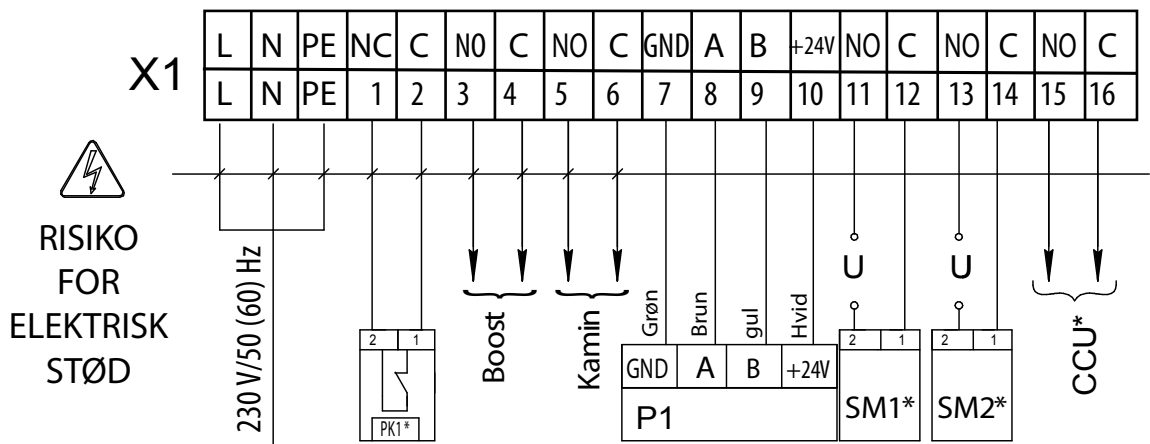 X1
L N PE NC C N0 C NO C GND A B +24V NO C NO C NO C
L N PE 1 2 3 4 5 6 7 8 9 10 11 12 13 14 15 16
RISIKO
FOR
ELEKTRISK
STØD
230 V/50 (60) Hz
2 1
PK1*
Boost
Kamin
Grøn
Brun
gul
Hvid
GND A B +24V
P1
U
2 1
SM1*
U
2 1
SM2*
CCU*